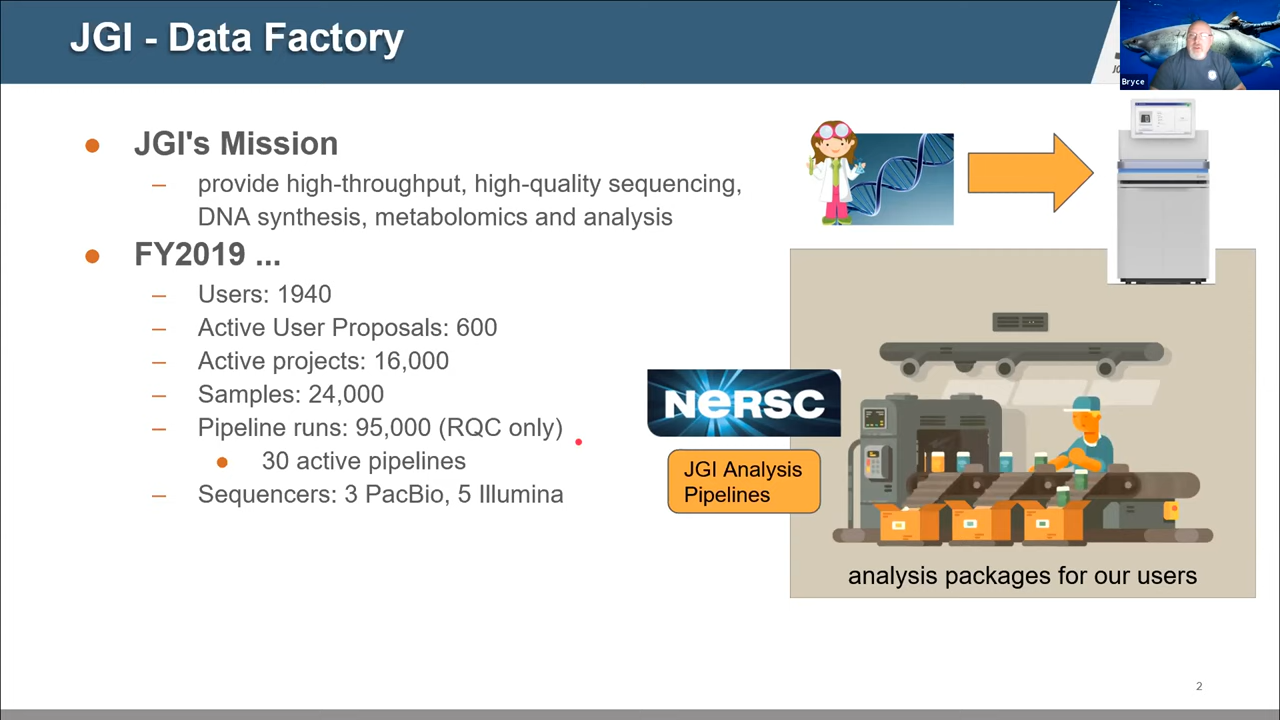 JGI - Data Factory
Bryce
JGI's Mission
– provide high-throughput, high-quality sequencing,
DNA synthesis, metabolomics and analysis
FY2019 ...
– Users: 1940
– Active User Proposals: 600
– Active projects: 16,000
– Samples: 24,000
– Pipeline runs: 95,000 (RQC only)
30 active pipelines
– Sequencers: 3 PacBio, 5 Illumina
NERSC
JGI Analysis
Pipelines
analysis packages for our users
2